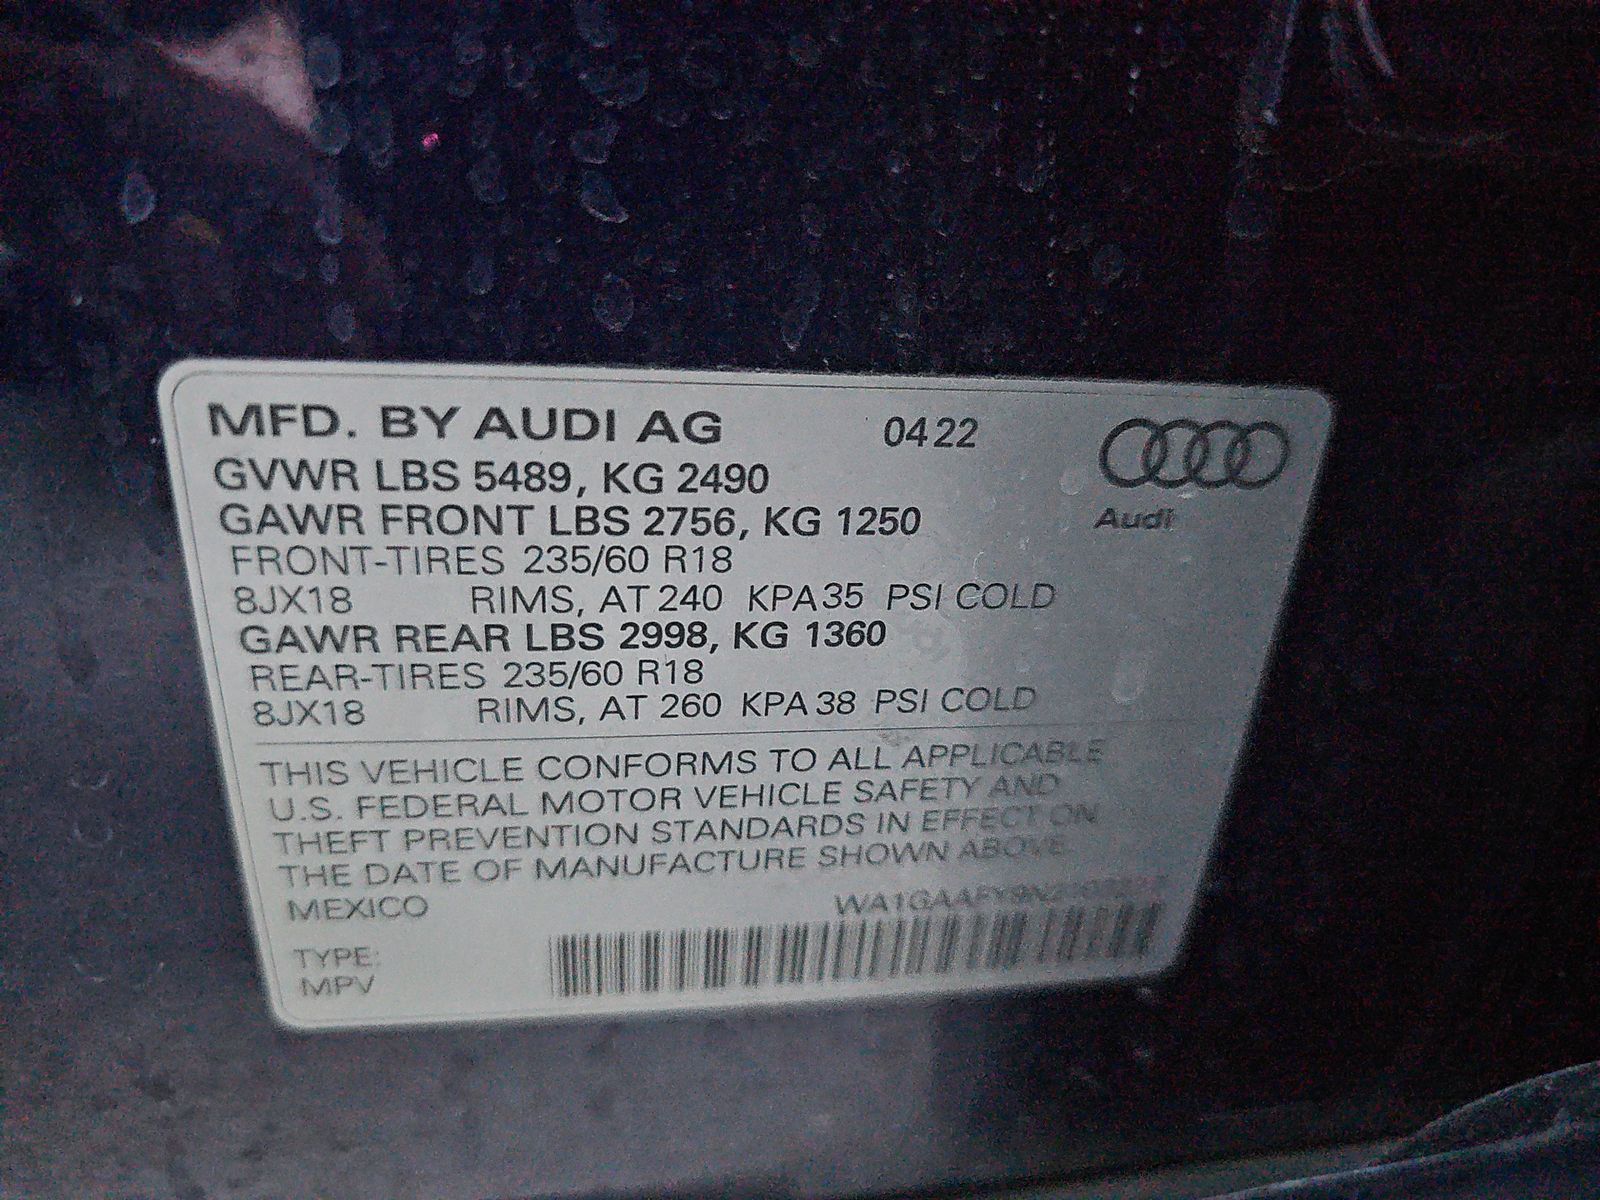 MFD. BY AUDI AG 0422
GVWR LBS 5489, KG 2490
GAWR FRONT LBS 2756, KG 1250
Audi
FRONT-TIRES 235/60 R18
8JX18 RIMS, AT 240 KPA 35 PSI COLD
GAWR REAR LBS 2998, KG 1360
REAR-TIRES 235/60 R18
8JX18 RIMS, AT 260 KPA 38 PSI COLD
THIS VEHICLE CONFORMS TO ALL APPLICABLE
U.S. FEDERAL MOTOR VEHICLE SAFETY AND
THEFT PREVENTION STANDARDS IN EFFECT ON
THE DATE OF MANUFACTURE SHOWN ABOVE
MEXICO
TYPE:
MPV